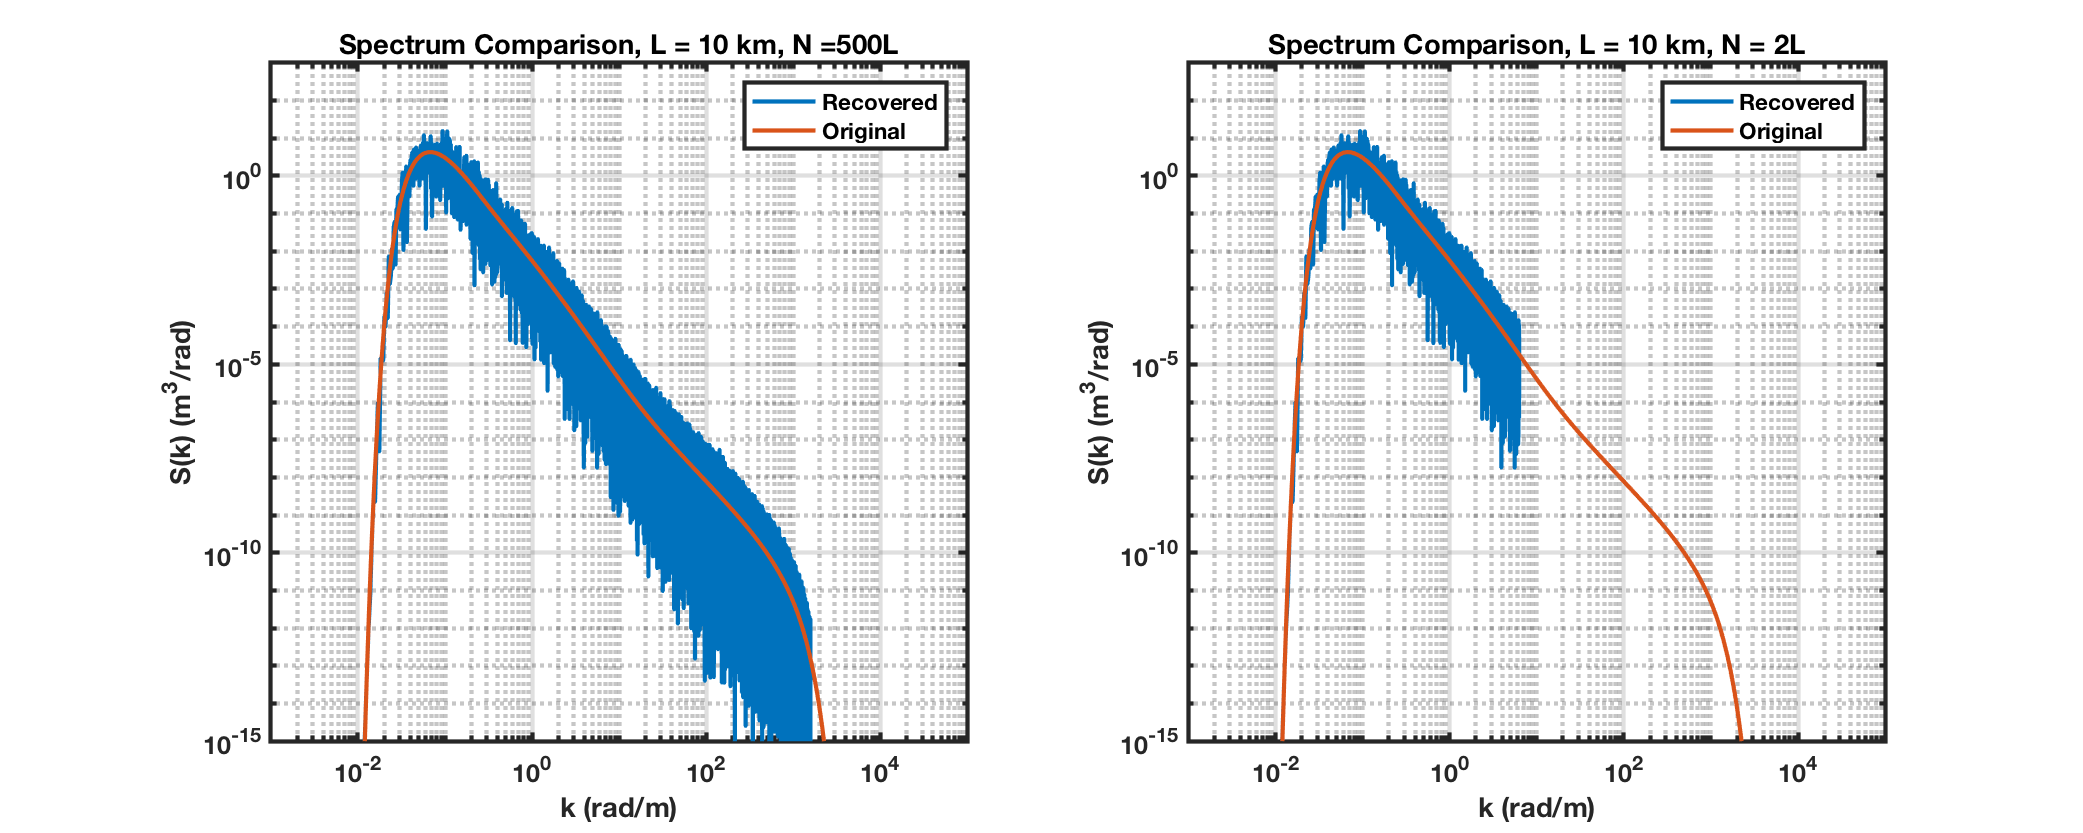 Spectrum Comparison, L = 10 km, N =500L
Recovered
Original
10^0
10^-5
10^-10
10^-15
S(k) (m^3/rad)
10^-2
10^0
10^2
10^4
k (rad/m)
Spectrum Comparison, L = 10 km, N = 2L
Recovered
Original
10^0
10^-5
10^-10
10^-15
S(k) (m^3/rad)
10^-2
10^0
10^2
10^4
k (rad/m)